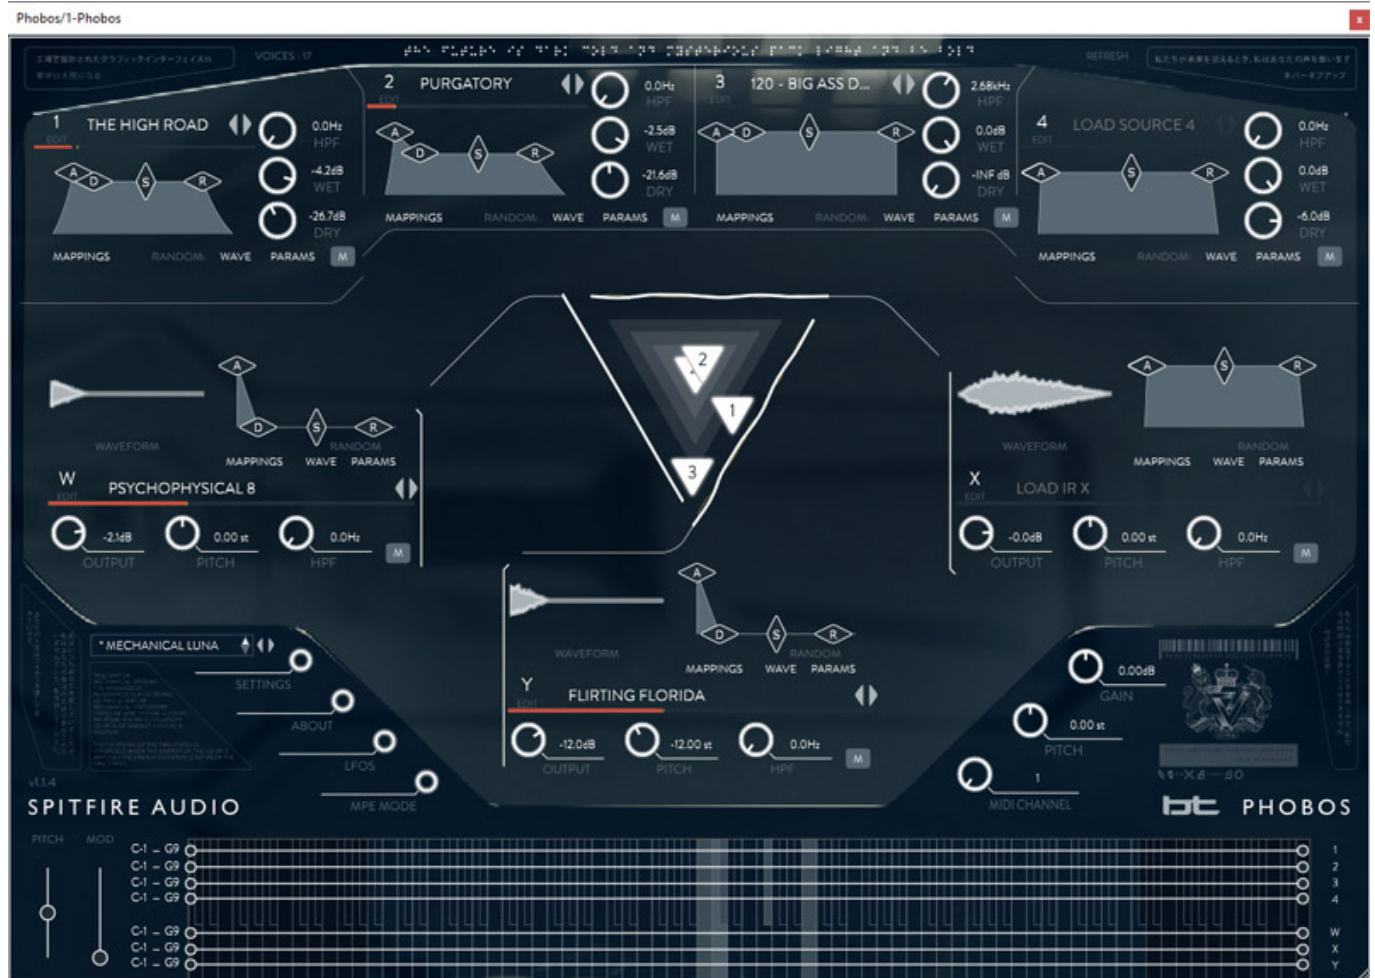 Phobos/1-Phobos
x
VOICES : 17
REFRESH
1
EDIT
THE HIGH ROAD
0.0Hz
HPF
-4.2dB
WET
-26.7dB
DRY
A D S R
MAPPINGS RANDOM: WAVE PARAMS M
2
EDIT
PURGATORY
0.0Hz
HPF
-2.5dB
WET
-21.6dB
DRY
A D S R
MAPPINGS RANDOM: WAVE PARAMS M
3
EDIT
120 - BIG ASS D...
2.68kHz
HPF
0.0dB
WET
-INF dB
DRY
A D S R
MAPPINGS RANDOM: WAVE PARAMS M
4
EDIT
LOAD SOURCE 4
0.0Hz
HPF
0.0dB
WET
-6.0dB
DRY
A S R
MAPPINGS RANDOM: WAVE PARAMS M
2
1
3
A
D S R
WAVEFORM
RANDOM
MAPPINGS WAVE PARAMS
W
EDIT
PSYCHOPHYSICAL 8
-2.1dB 0.00 st 0.0Hz
OUTPUT PITCH HPF M
A S R
WAVEFORM
RANDOM
MAPPINGS WAVE PARAMS
X
EDIT
LOAD IR X
-0.0dB 0.00 st 0.0Hz
OUTPUT PITCH HPF M
A
D S R
WAVEFORM
RANDOM
MAPPINGS WAVE PARAMS
Y
EDIT
FLIRTING FLORIDA
-12.0dB -12.00 st 0.0Hz
OUTPUT PITCH HPF M
* MECHANICAL LUNA
SETTINGS
ABOUT
LFOS
MPE MODE
0.00dB
GAIN
0.00 st
PITCH
1
MIDI CHANNEL
v1.1.4
SPITFIRE AUDIO
bt PHOBOS
PITCH MOD
C-1 - G9 1
C-1 - G9 2
C-1 - G9 3
C-1 - G9 4
C-1 - G9 W
C-1 - G9 X
C-1 - G9 Y